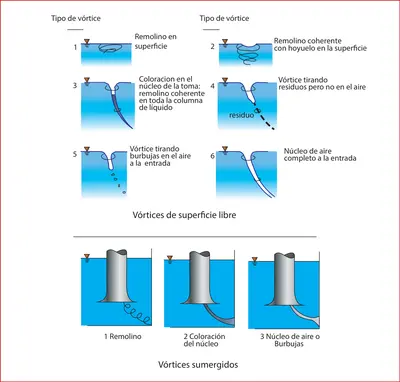 Tipo de vórtice
Tipo de vórtice
1
Remolino en
superficie
2
Remolino coherente
con hoyuelo en la superficie
3
Coloracion en el
núcleo de la toma:
remolino coherente
en toda la columna
de líquido
4
Vórtice tirando
residuos pero no en el aire
residuo
5
Vórtice tirando
burbujas en el aire
a la entrada
6
Núcleo de aire
completo a la entrada
Vórtices de superficie libre
1 Remolino
2 Coloración
del núcleo
3 Núcleo de aire o
Burbujas
Vórtices sumergidos